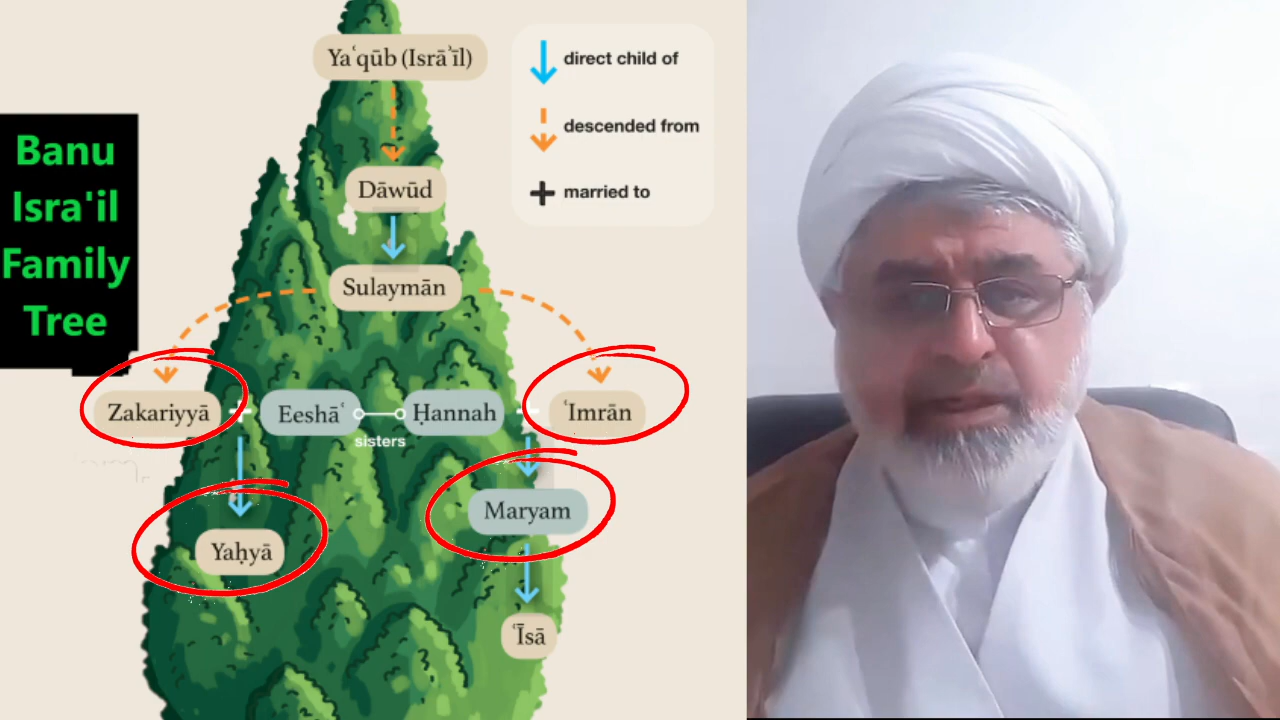 Banu
Isra'il
Family
Tree
Yaʿqūb (Isrāʾīl)
Dāwūd
Sulaymān
Zakariyyā
Eeshāʿ
Ḥannah
ʿImrān
sisters
Maryam
Yaḥyā
ʿĪsā
direct child of
descended from
married to